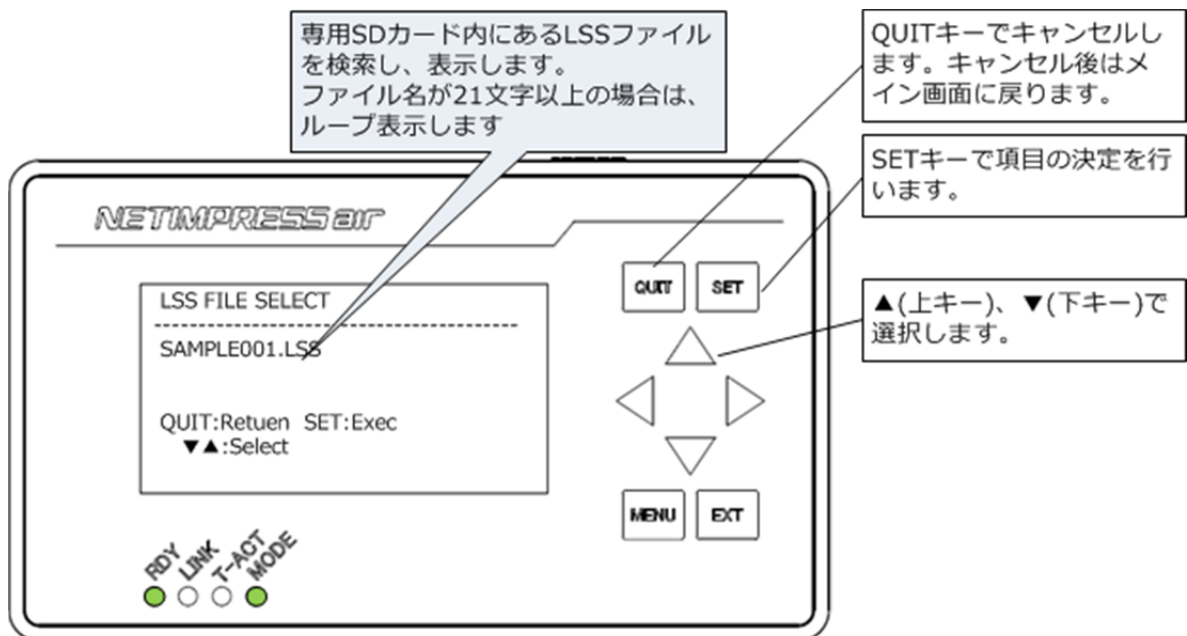 専用SDカード内にあるLSSファイル
を検索し、表示します。
ファイル名が21文字以上の場合は、
ループ表示します
QUITキーでキャンセルし
ます。キャンセル後はメ
イン画面に戻ります。
SETキーで項目の決定を行
います。
▲(上キー)、▼(下キー)で
選択します。
NETIMPRESS air
LSS FILE SELECT
SAMPLE001.LSS
QUIT:Retuen SET:Exec
▼▲:Select
QUIT
SET
MENU
EXT
RDY
LINK
T-ACT
MODE